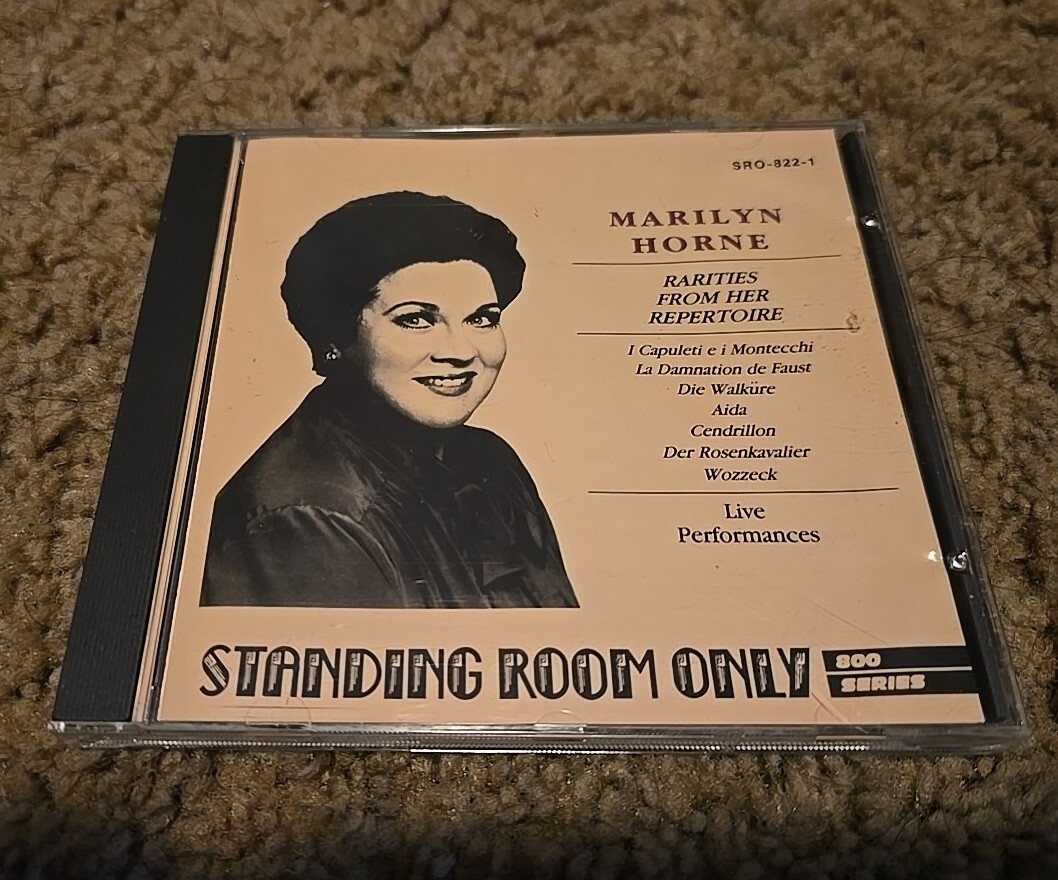 SRO-822-1
MARILYN
HORNE
RARITIES
FROM HER
REPERTOIRE
I Capuleti e i Montecchi
La Damnation de Faust
Die Walküre
Aida
Cendrillon
Der Rosenkavalier
Wozzeck
Live
Performances
STANDING ROOM ONLY
800
SERIES